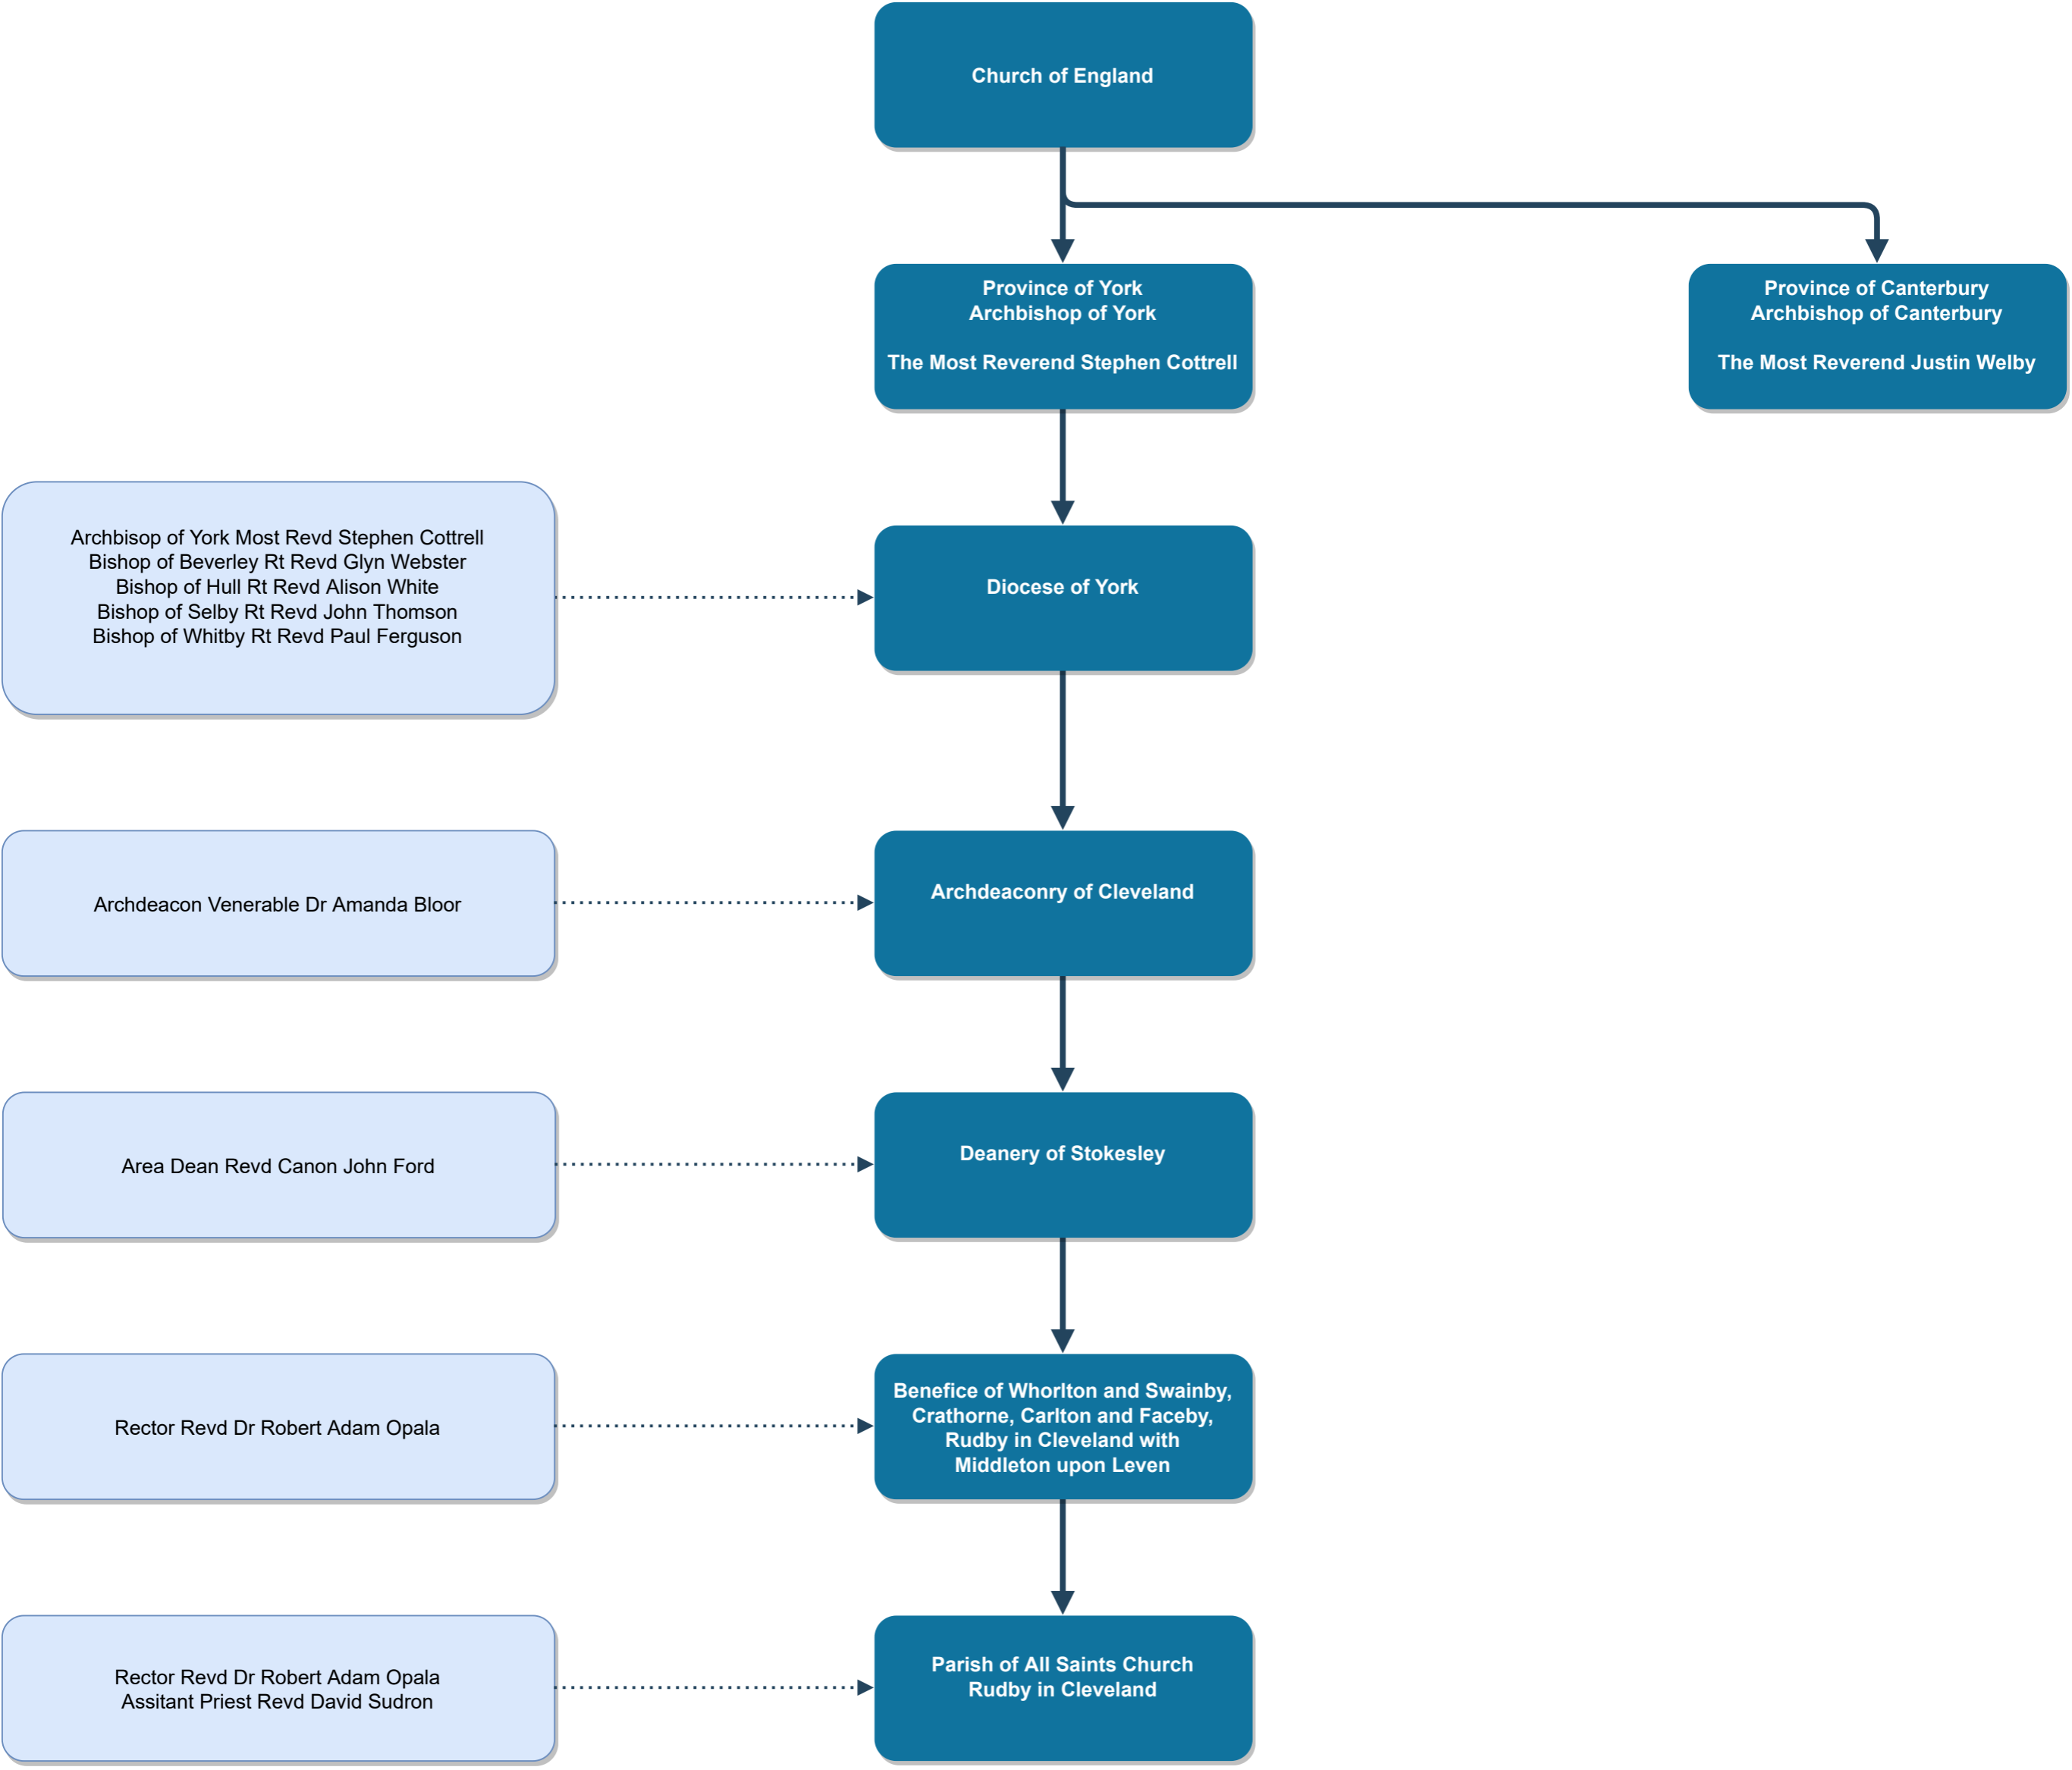 Church of England
Province of York
Archbishop of York
The Most Reverend Stephen Cottrell
Province of Canterbury
Archbishop of Canterbury
The Most Reverend Justin Welby
Archbisop of York Most Revd Stephen Cottrell
Bishop of Beverley Rt Revd Glyn Webster
Bishop of Hull Rt Revd Alison White
Bishop of Selby Rt Revd John Thomson
Bishop of Whitby Rt Revd Paul Ferguson
Diocese of York
Archdeacon Venerable Dr Amanda Bloor
Archdeaconry of Cleveland
Area Dean Revd Canon John Ford
Deanery of Stokesley
Rector Revd Dr Robert Adam Opala
Benefice of Whorlton and Swainby,
Crathorne, Carlton and Faceby,
Rudby in Cleveland with
Middleton upon Leven
Rector Revd Dr Robert Adam Opala
Assitant Priest Revd David Sudron
Parish of All Saints Church
Rudby in Cleveland